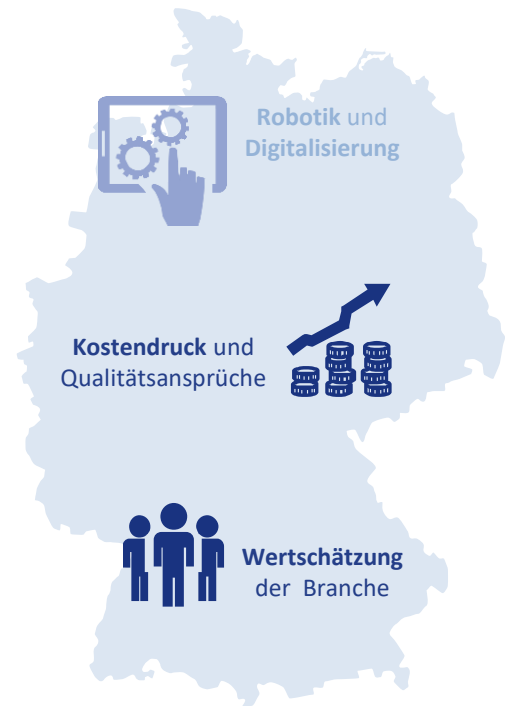 Robotik und
Digitalisierung
Kostendruck und
Qualitätsansprüche
Wertschätzung
der Branche